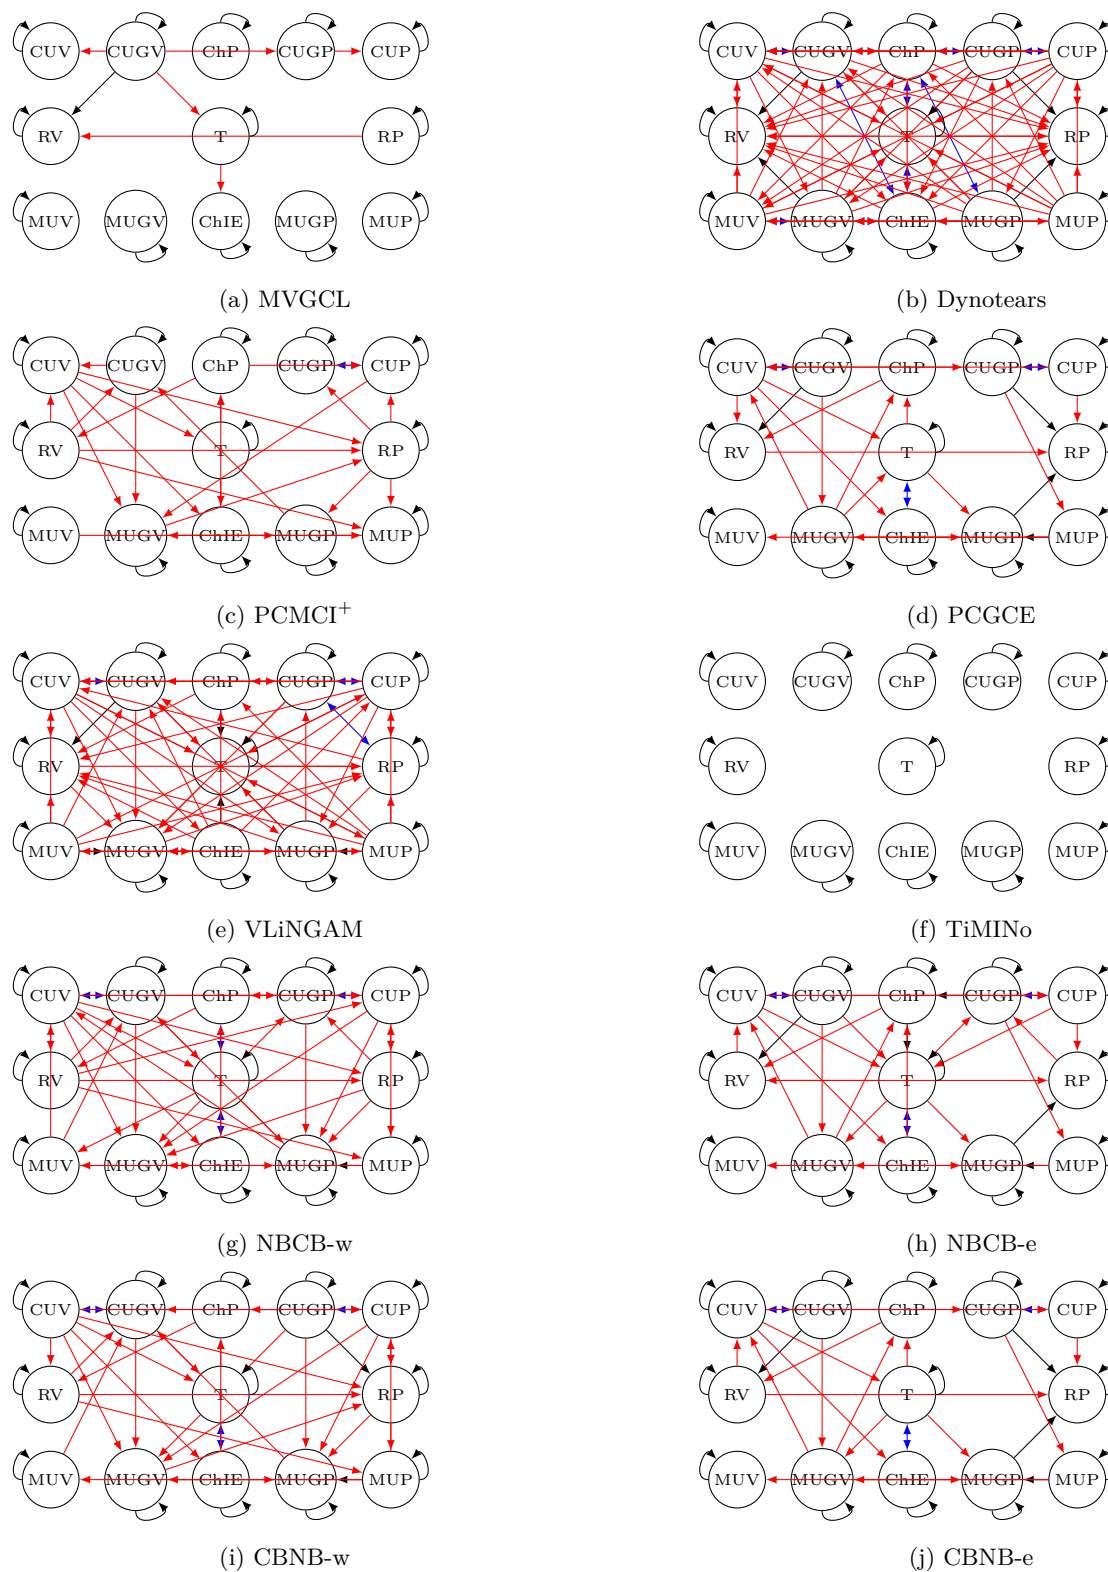 CUV CUGV ChP CUGP CUP
RV T RP
MUV MUGV ChIE MUGP MUP
(a) MVGCL
CUV CUGV ChP CUGP CUP
RV T RP
MUV MUGV ChIE MUGP MUP
(b) Dynotears
CUV CUGV ChP CUGP CUP
RV T RP
MUV MUGV ChIE MUGP MUP
(c) PCMCI+
CUV CUGV ChP CUGP CUP
RV T RP
MUV MUGV ChIE MUGP MUP
(d) PCGCE
CUV CUGV ChP CUGP CUP
RV T RP
MUV MUGV ChIE MUGP MUP
(e) VLiNGAM
CUV CUGV ChP CUGP CUP
RV T RP
MUV MUGV ChIE MUGP MUP
(f) TiMINo
CUV CUGV ChP CUGP CUP
RV T RP
MUV MUGV ChIE MUGP MUP
(g) NBCB-w
CUV CUGV ChP CUGP CUP
RV T RP
MUV MUGV ChIE MUGP MUP
(h) NBCB-e
CUV CUGV ChP CUGP CUP
RV T RP
MUV MUGV ChIE MUGP MUP
(i) CBNB-w
CUV CUGV ChP CUGP CUP
RV T RP
MUV MUGV ChIE MUGP MUP
(j) CBNB-e